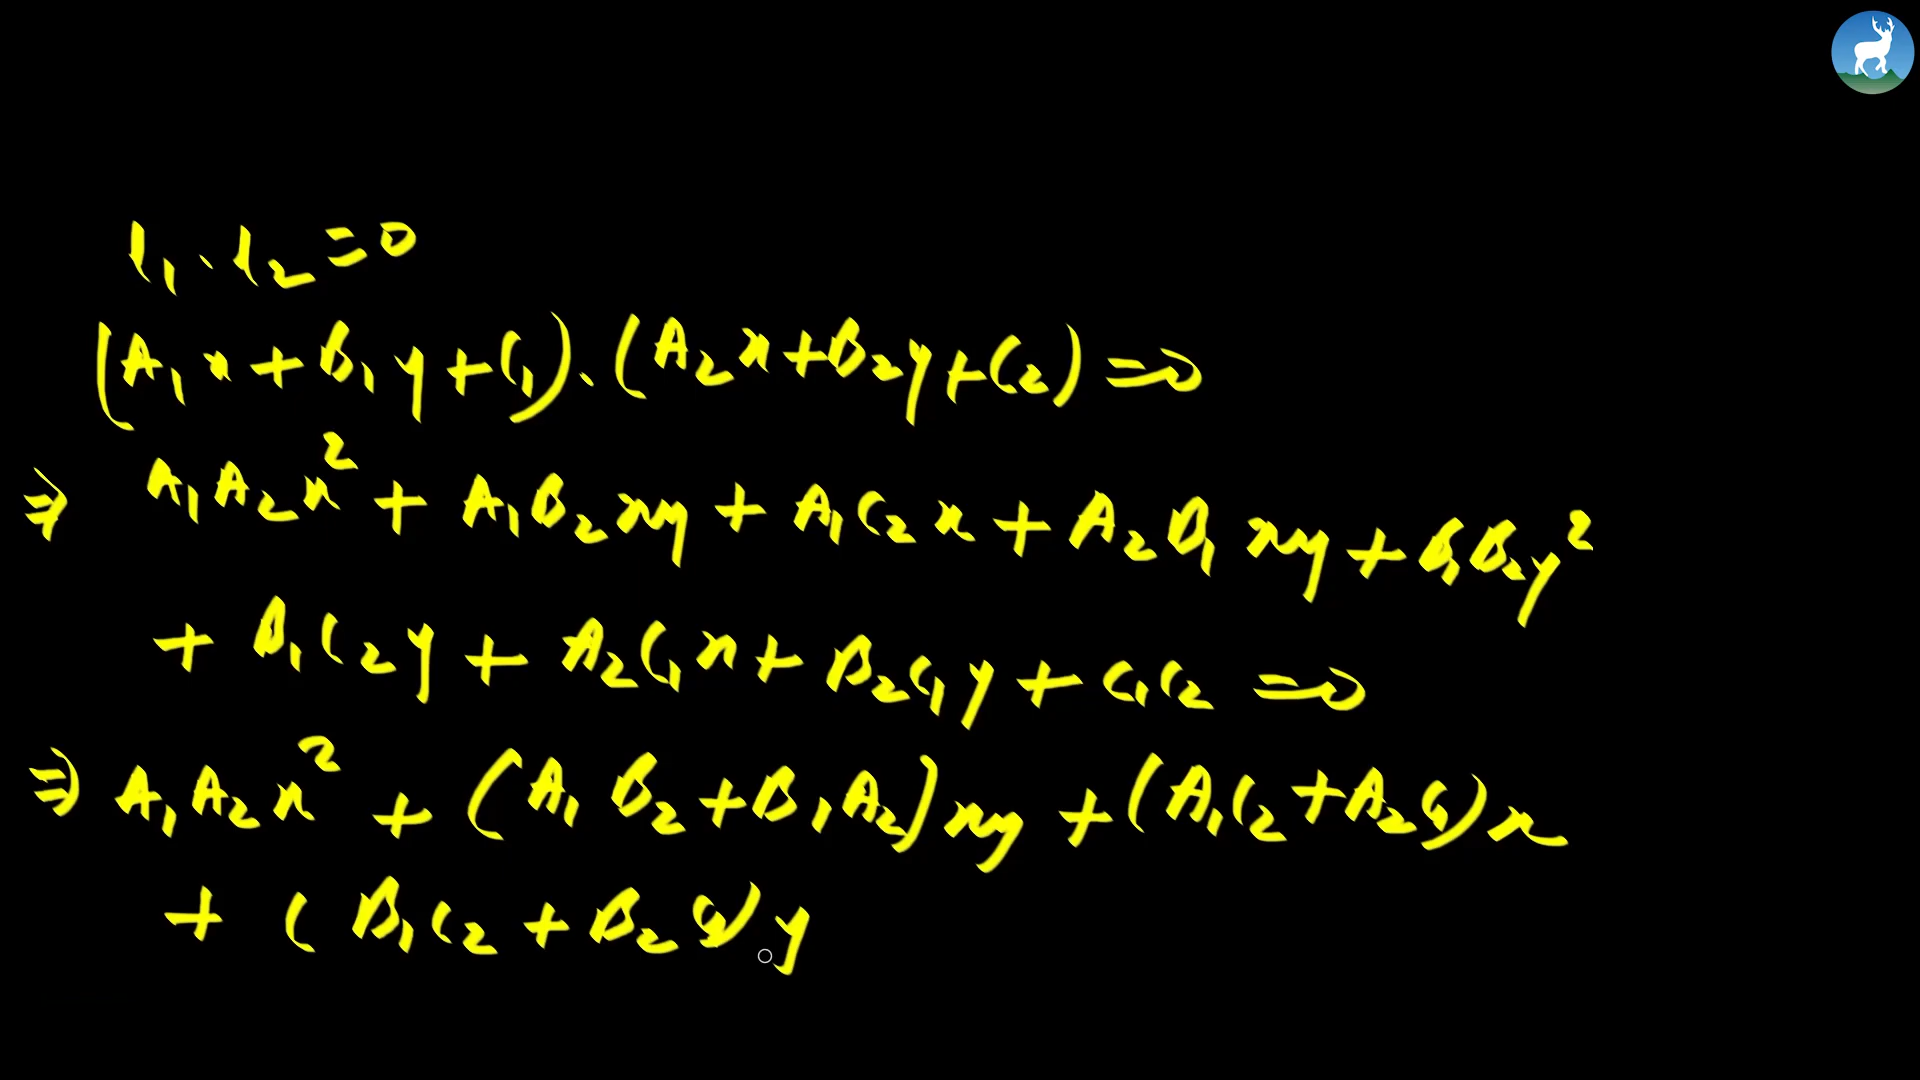 l₁ . l₂ = 0
(A₁x + B₁y + C₁) . (A₂x + B₂y + C₂) = 0
⇒ A₁A₂x² + A₁B₂xy + A₁C₂x + A₂B₁xy + B₁B₂y²
+ B₁C₂y + A₂C₁x + B₂C₁y + C₁C₂ = 0
⇒ A₁A₂x² + (A₁B₂ + B₁A₂)xy + (A₁C₂ + A₂C₁)x
+ (B₁C₂ + B₂C₁)y